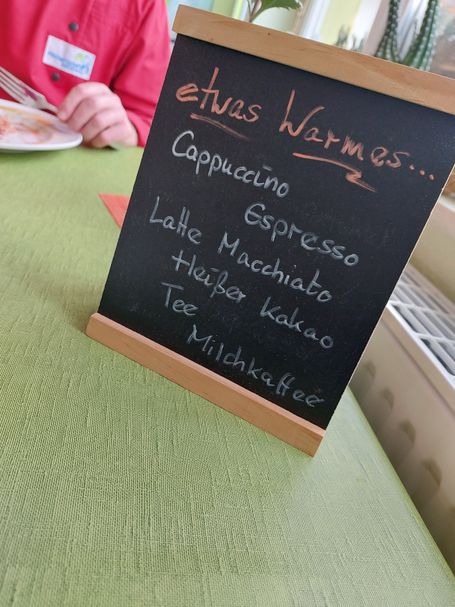 etwas Warmes...
Cappuccino
Espresso
Latte Macchiato
Heißer Kakao
Tee
Milchkaffee